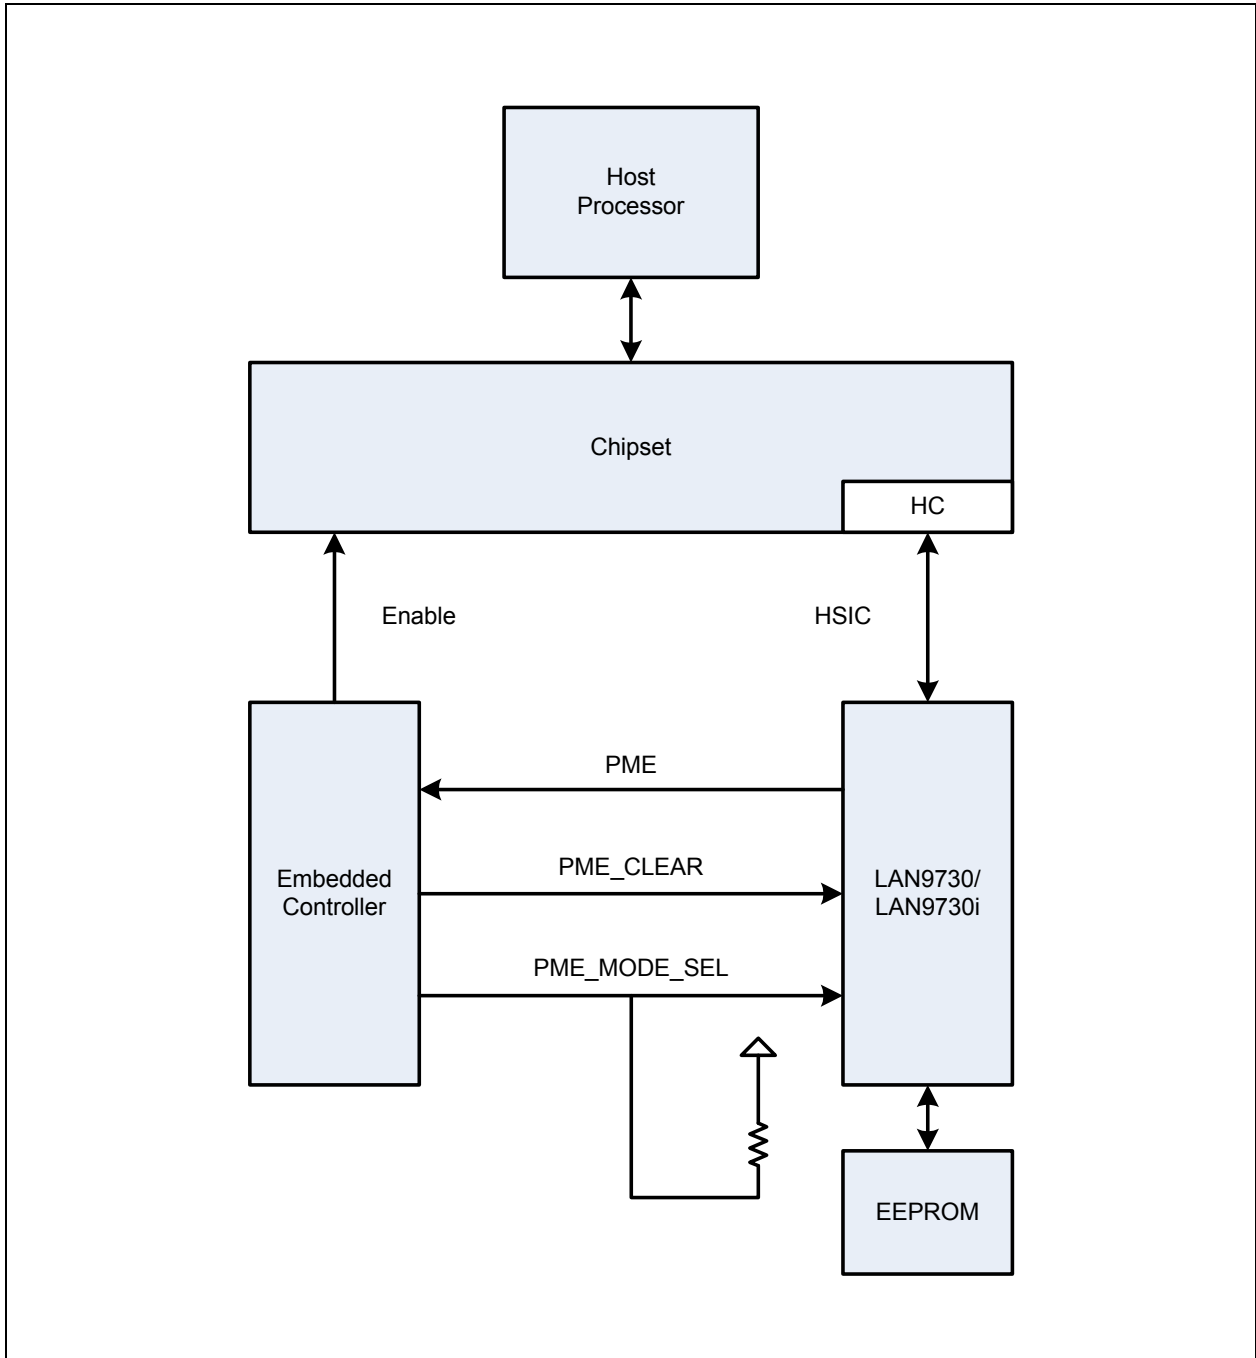 Host
Processor
Chipset
HC
Enable
HSIC
PME
PME_CLEAR
Embedded
Controller
LAN9730/
LAN9730i
PME_MODE_SEL
EEPROM